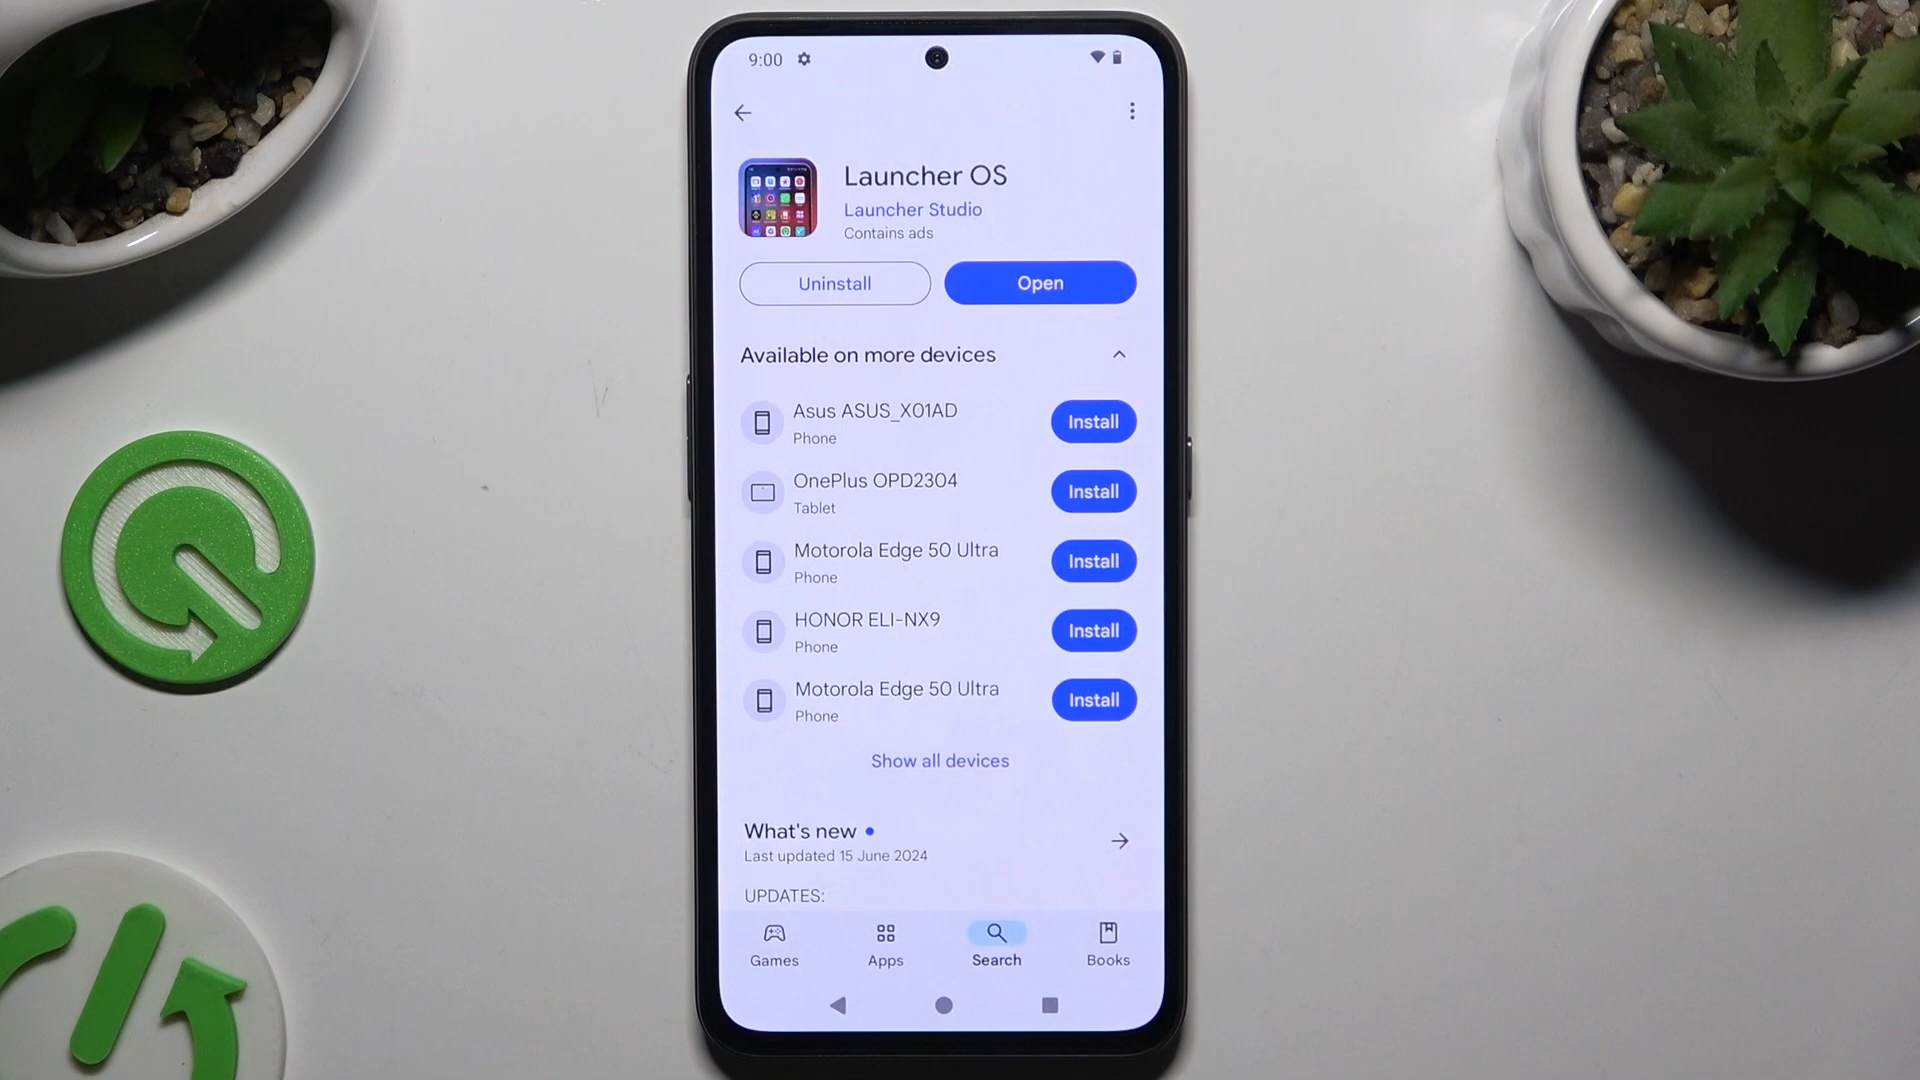 9:00
Launcher OS
Launcher Studio
Contains ads
Uninstall
Open
Available on more devices
Asus ASUS_X01AD
Phone
Install
OnePlus OPD2304
Tablet
Install
Motorola Edge 50 Ultra
Phone
Install
HONOR ELI-NX9
Phone
Install
Motorola Edge 50 Ultra
Phone
Install
Show all devices
What's new
Last updated 15 June 2024
UPDATES:
Games
Apps
Search
Books